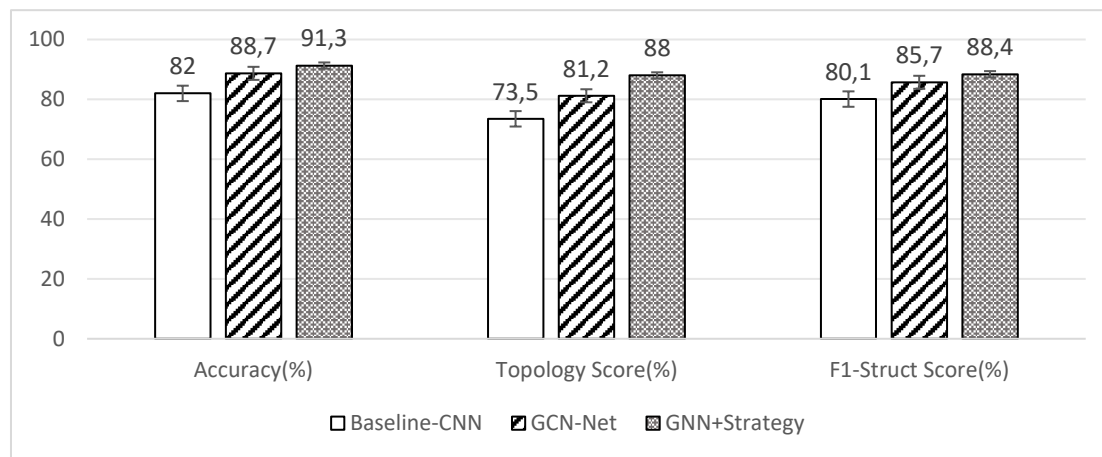 100
80
60
40
20
0
82
88,7
91,3
73,5
81,2
88
80,1
85,7
88,4
Accuracy(%)
Topology Score(%)
F1-Struct Score(%)
Baseline-CNN
GCN-Net
GNN+Strategy